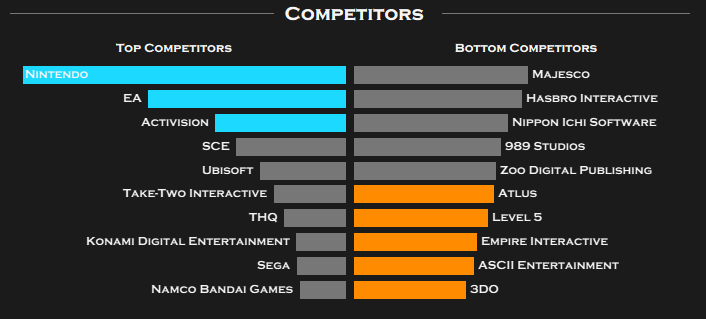 Competitors
Top Competitors
Bottom Competitors
Nintendo
Majesco
EA
Hasbro Interactive
Activision
Nippon Ichi Software
SCE
989 Studios
Ubisoft
Zoo Digital Publishing
Take-Two Interactive
Atlus
THQ
Level 5
Konami Digital Entertainment
Empire Interactive
Sega
ASCII Entertainment
Namco Bandai Games
3DO